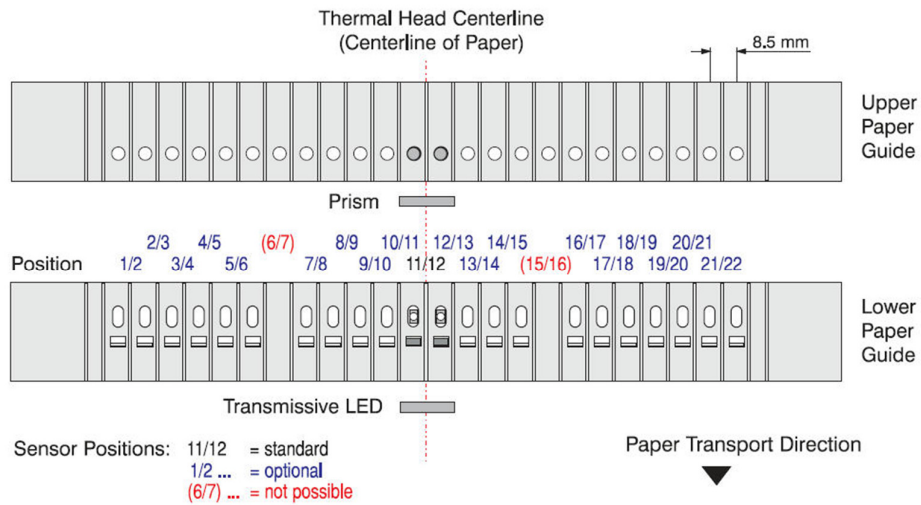 Thermal Head Centerline
(Centerline of Paper)
8.5 mm
Upper
Paper
Guide
Prism
2/3 4/5 (6/7) 8/9 10/11 12/13 14/15 16/17 18/19 20/21
Position 1/2 3/4 5/6 7/8 9/10 11/12 13/14 (15/16) 17/18 19/20 21/22
Lower
Paper
Guide
Transmissive LED
Sensor Positions: 11/12 = standard
1/2 ... = optional
(6/7) ... = not possible
Paper Transport Direction